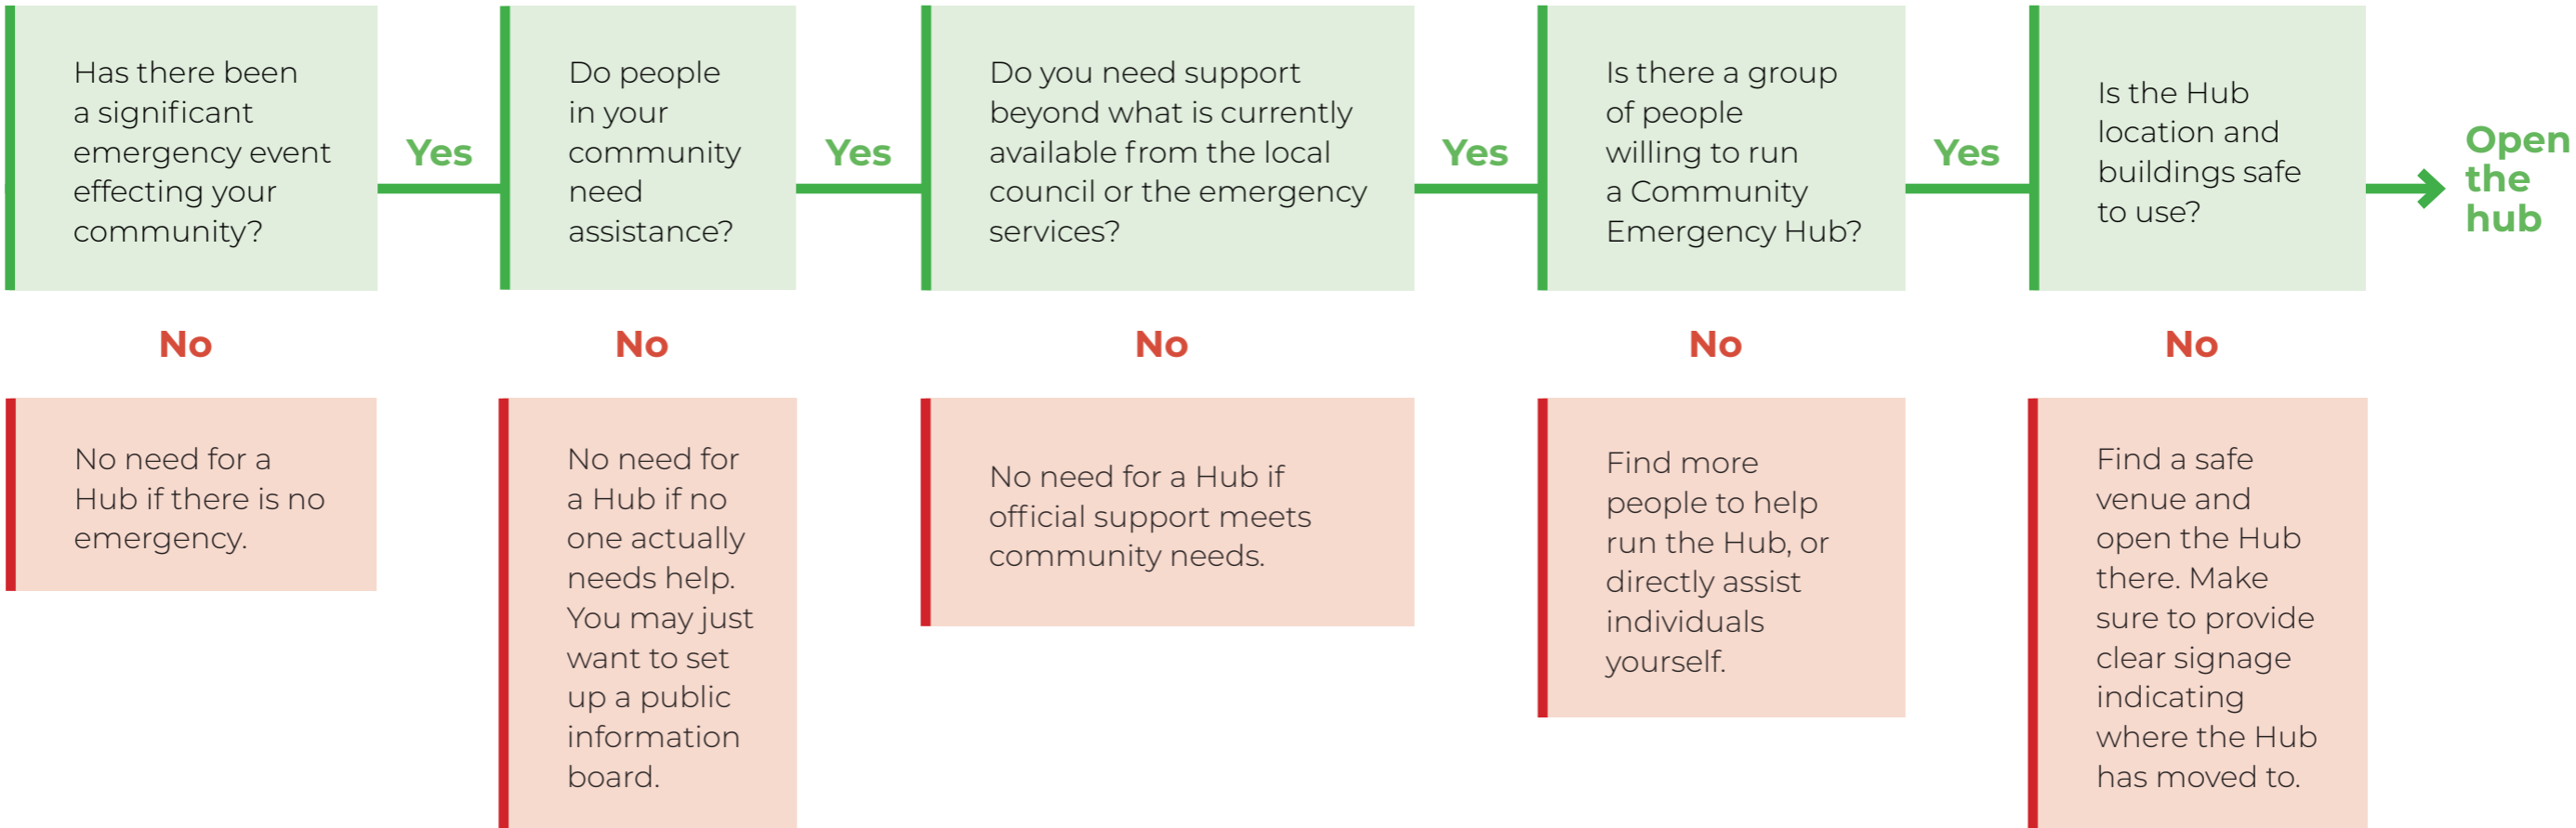 Has there been
a significant
emergency event
effecting your
community?
Yes
Do people
in your
community
need
assistance?
Yes
Do you need support
beyond what is currently
available from the local
council or the emergency
services?
Yes
Is there a group
of people
willing to run
a Community
Emergency Hub?
Yes
Is the Hub
location and
buildings safe
to use?
Open
the
hub
No
No need for a
Hub if there is no
emergency.
No
No need for
a Hub if no
one actually
needs help.
You may just
want to set
up a public
information
board.
No
No need for a Hub if
official support meets
community needs.
No
Find more
people to help
run the Hub, or
directly assist
individuals
yourself.
No
Find a safe
venue and
open the Hub
there. Make
sure to provide
clear signage
indicating
where the Hub
has moved to.